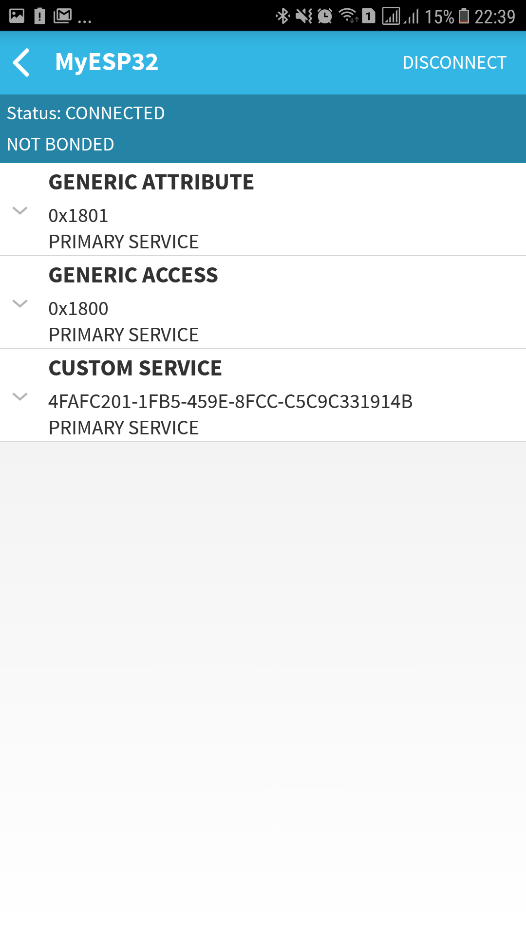 ... 1 15% 22:39
MyESP32 DISCONNECT
Status: CONNECTED
NOT BONDED
GENERIC ATTRIBUTE
0x1801
PRIMARY SERVICE
GENERIC ACCESS
0x1800
PRIMARY SERVICE
CUSTOM SERVICE
4FAFC201-1FB5-459E-8FCC-C5C9C331914B
PRIMARY SERVICE